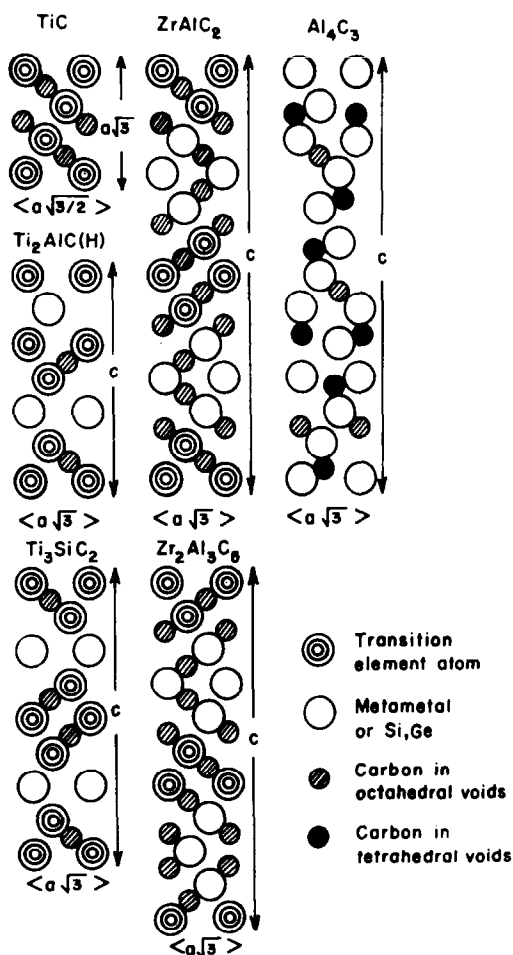 TiC
ZrAlC₂
Al₄C₃
a√3
< a√3/2 >
Ti₂AlC(H)
c
c
c
< a√3 >
< a√3 >
< a√3 >
Ti₃SiC₂
Zr₂Al₃C₅
c
c
< a√3 >
< a√3 >
Transition
element atom
Metametal
or Si,Ge
Carbon in
octahedral voids
Carbon in
tetrahedral voids